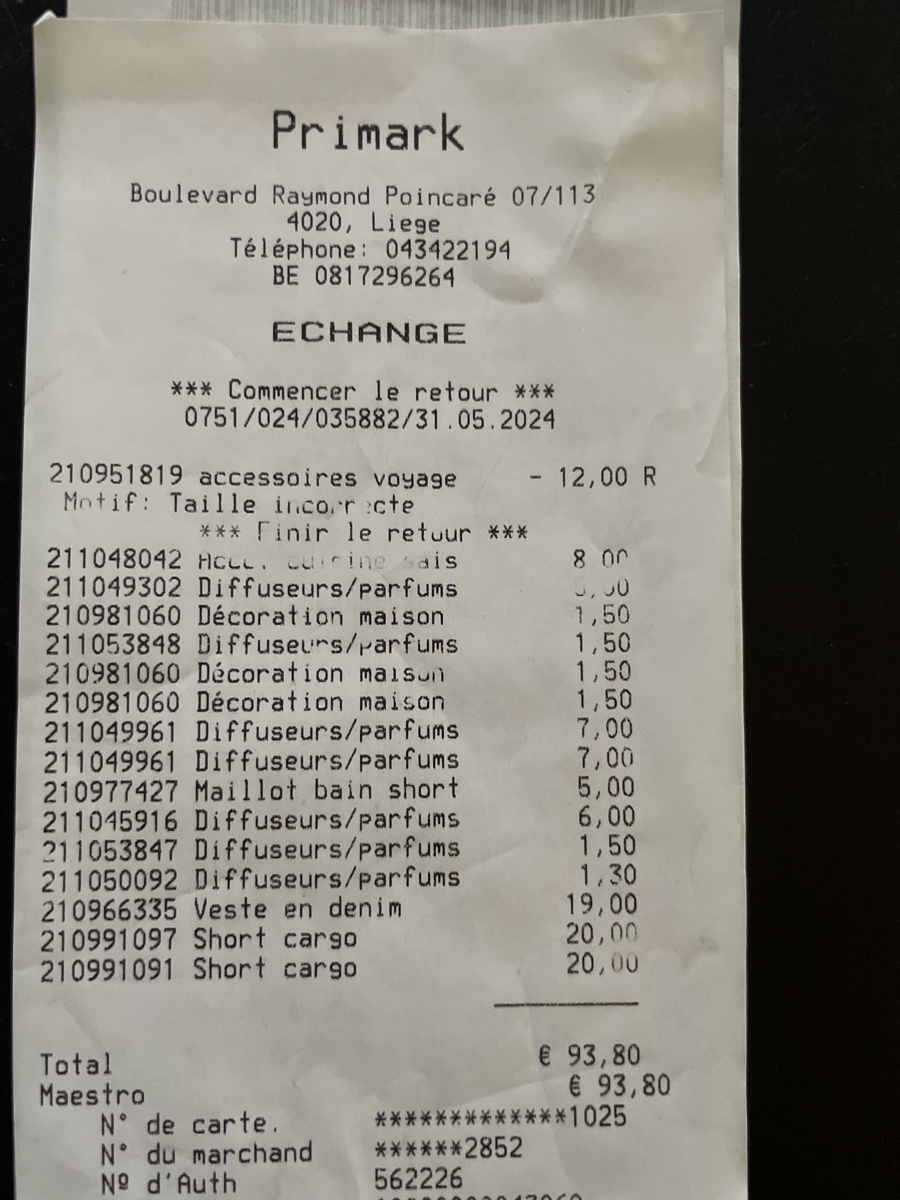 Primark
Boulevard Raymond Poincaré 07/113
4020, Liege
Téléphone: 043422194
BE 0817296264
ECHANGE
*** Commencer le retour ***
0751/024/035882/31.05.2024
210951819 accessoires voyage - 12,00 R
Motif: Taille incorrecte
*** Finir le retour ***
211048042 8,00
211049302 Diffuseurs/parfums
210981060 Décoration maison 1,50
211053848 Diffuseurs/parfums 1,50
210981060 Décoration maison 1,50
210981060 Décoration maison 1,50
211049961 Diffuseurs/parfums 7,00
211049961 Diffuseurs/parfums 7,00
210977427 Maillot bain short 5,00
211045916 Diffuseurs/parfums 6,00
211053847 Diffuseurs/parfums 1,50
211050092 Diffuseurs/parfums 1,30
210966335 Veste en denim 19,00
210991097 Short cargo 20,00
210991091 Short cargo 20,00
Total € 93,80
Maestro € 93,80
N° de carte. *************1025
N° du marchand ******2852
Nº d'Auth 562226